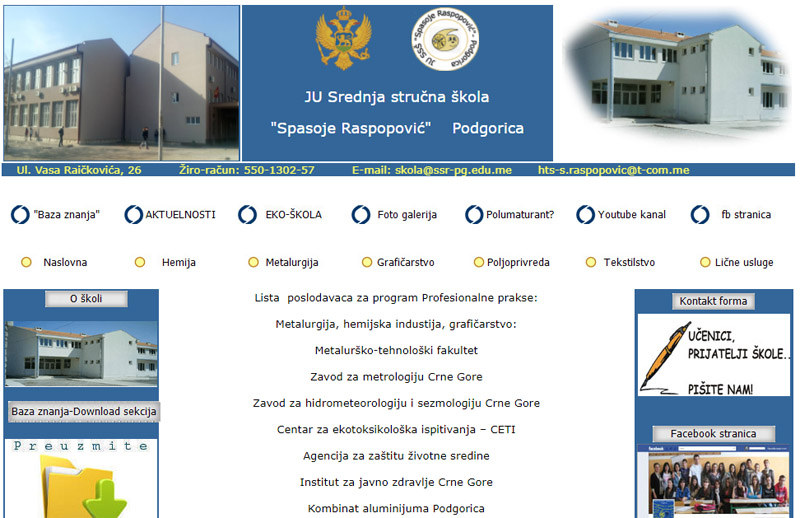 "Spasoje Raspopović" Podgorica
JU SSŠ
JU Srednja stručna škola
"Spasoje Raspopović" Podgorica
Ul. Vasa Raičkovića, 26 Žiro-račun: 550-1302-57 E-mail: skola@ssr-pg.edu.me hts-s.raspopovic@t-com.me
"Baza znanja" AKTUELNOSTI EKO-ŠKOLA Foto galerija Polumaturant? Youtube kanal fb stranica
Naslovna Hemija Metalurgija Grafičarstvo Poljoprivreda Tekstilstvo Lične usluge
O školi
Baza znanja-Download sekcija
Preuzmite
Lista poslodavaca za program Profesionalne prakse:
Metalurgija, hemijska industija, grafičarstvo:
Metalurško-tehnološki fakultet
Zavod za metrologiju Crne Gore
Zavod za hidrometeorologiju i sezmologiju Crne Gore
Centar za ekotoksikološka ispitivanja – CETI
Agencija za zaštitu životne sredine
Institut za javno zdravlje Crne Gore
Kombinat aluminijuma Podgorica
Kontakt forma
UČENICI,
PRIJATELJI ŠKOLE..
PIŠITE NAM!
Facebook stranica
facebook